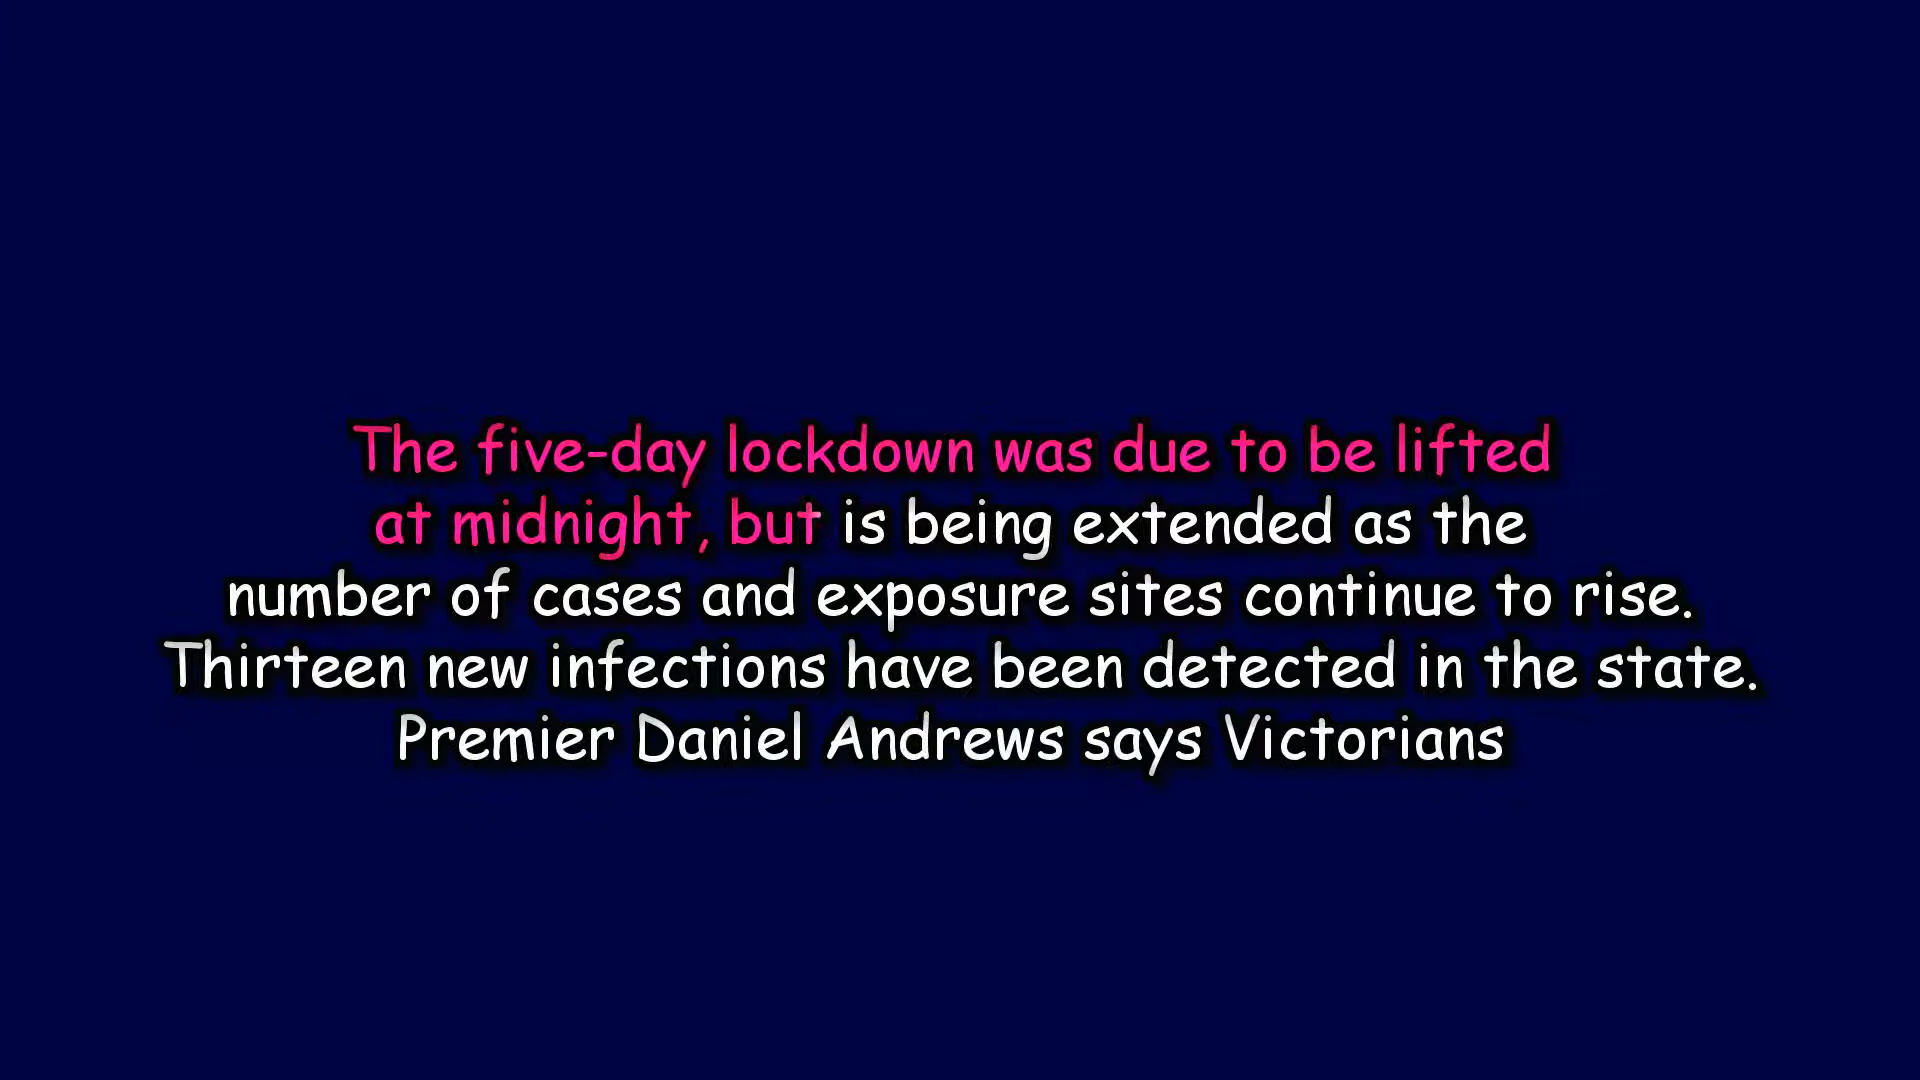 The five-day lockdown was due to be lifted
at midnight, but is being extended as the
number of cases and exposure sites continue to rise.
Thirteen new infections have been detected in the state.
Premier Daniel Andrews says Victorians